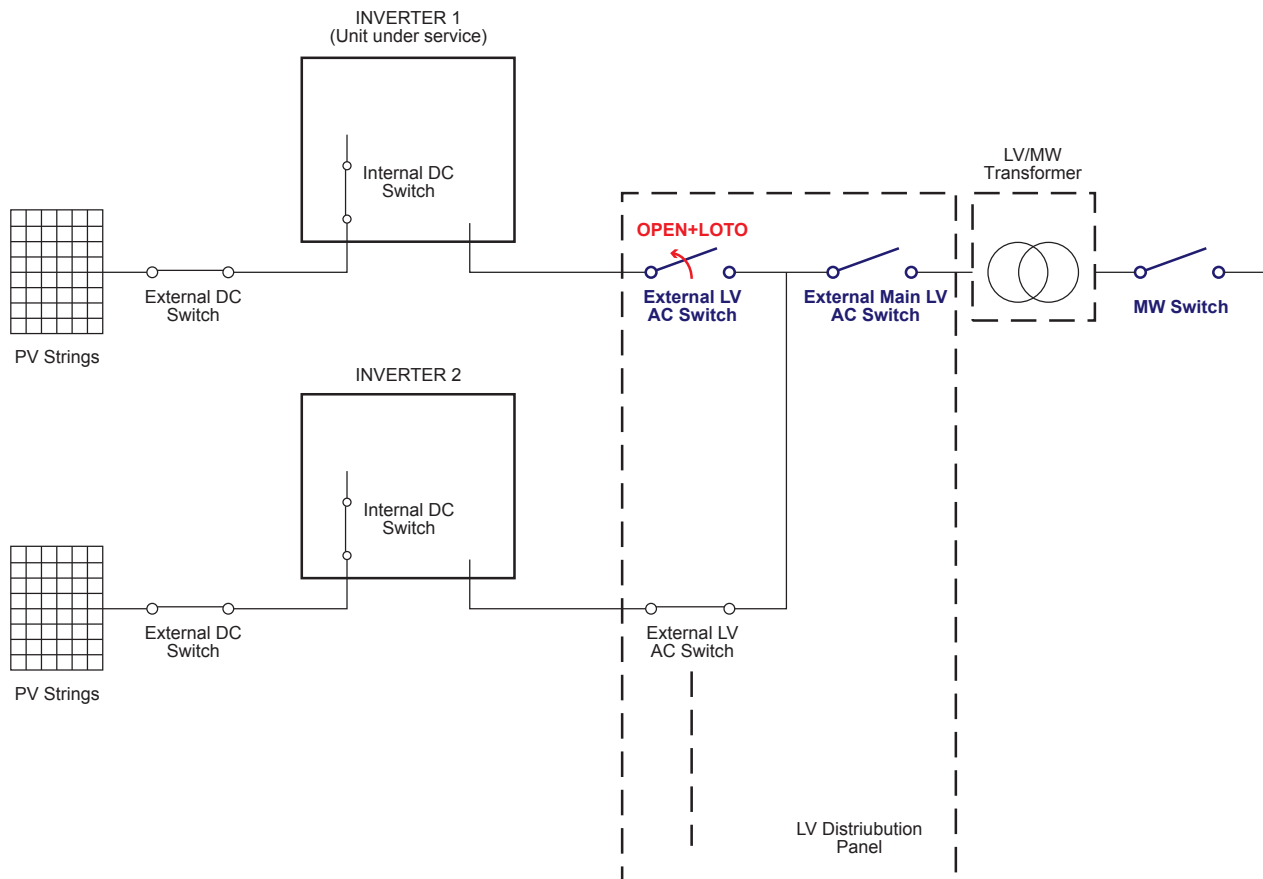 INVERTER 1
(Unit under service)
Internal DC
Switch
LV/MW
Transformer
OPEN+LOTO
External DC
Switch
External LV
AC Switch
External Main LV
AC Switch
MW Switch
PV Strings
INVERTER 2
Internal DC
Switch
External DC
Switch
External LV
AC Switch
PV Strings
LV Distriubution
Panel